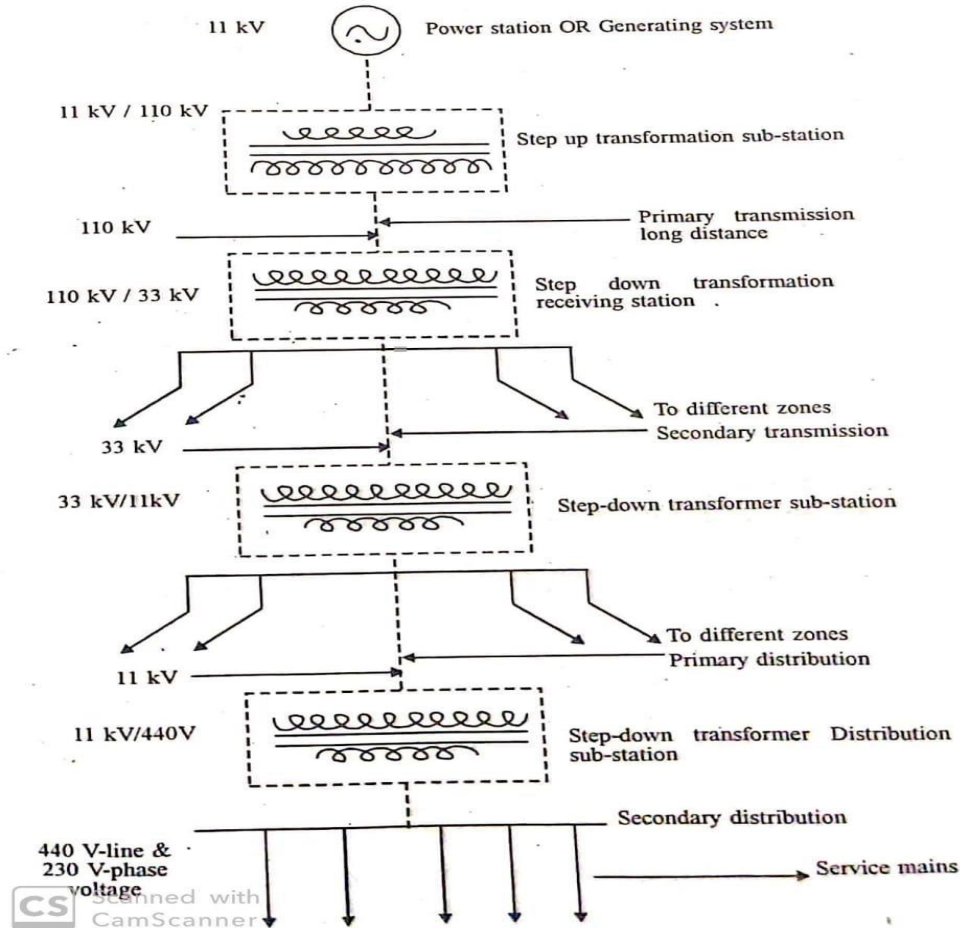 11 kV
Power station OR Generating system
11 kV / 110 kV
Step up transformation sub-station
110 kV
Primary transmission
long distance
110 kV / 33 kV
Step down transformation
receiving station
To different zones
33 kV
Secondary transmission
33 kV/11kV
Step-down transformer sub-station
To different zones
11 kV
Primary distribution
11 kV/440V
Step-down transformer Distribution
sub-station
Secondary distribution
440 V-line &
230 V-phase
voltage
Service mains
CS
Scanned with
CamScanner